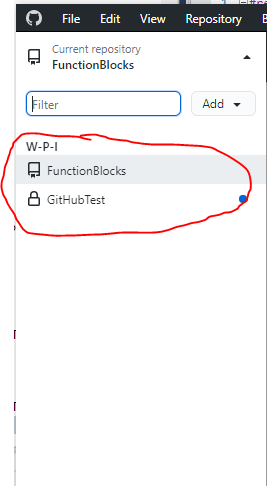 File Edit View Repository
Current repository
FunctionBlocks
Filter
Add
W-P-I
FunctionBlocks
GitHubTest